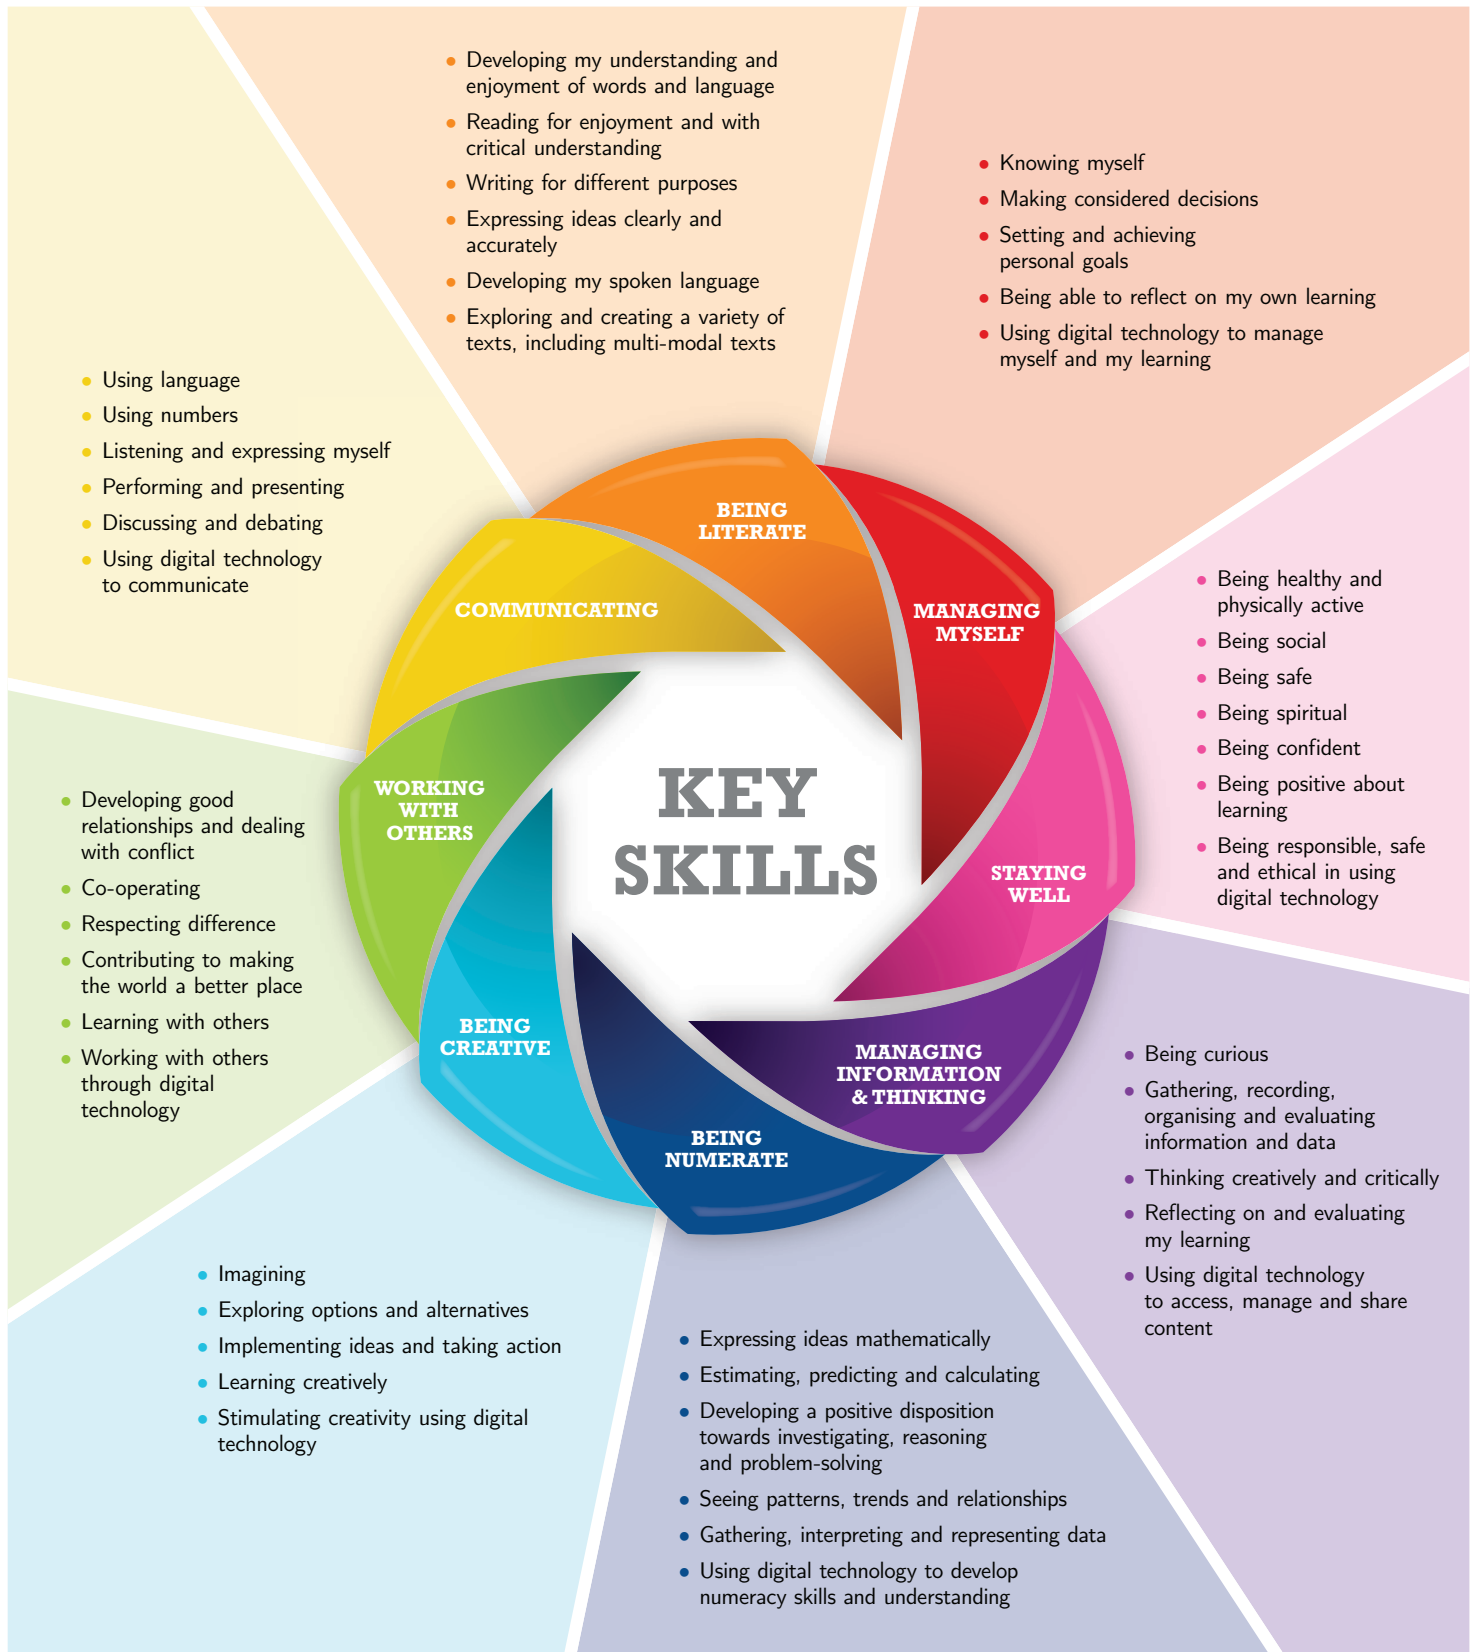 • Developing my understanding and
enjoyment of words and language
• Reading for enjoyment and with
critical understanding
• Writing for different purposes
• Expressing ideas clearly and
accurately
• Developing my spoken language
• Exploring and creating a variety of
texts, including multi-modal texts
• Knowing myself
• Making considered decisions
• Setting and achieving
personal goals
• Being able to reflect on my own learning
• Using digital technology to manage
myself and my learning
• Using language
• Using numbers
• Listening and expressing myself
• Performing and presenting
• Discussing and debating
• Using digital technology
to communicate
BEING
LITERATE
COMMUNICATING
MANAGING
MYSELF
• Being healthy and
physically active
• Being social
• Being safe
• Being spiritual
• Being confident
• Being positive about
learning
• Being responsible, safe
and ethical in using
digital technology
WORKING
WITH
OTHERS
KEY
SKILLS
STAYING
WELL
• Developing good
relationships and dealing
with conflict
• Co-operating
• Respecting difference
• Contributing to making
the world a better place
• Learning with others
• Working with others
through digital
technology
BEING
CREATIVE
MANAGING
INFORMATION
& THINKING
BEING
NUMERATE
• Being curious
• Gathering, recording,
organising and evaluating
information and data
• Thinking creatively and critically
• Reflecting on and evaluating
my learning
• Using digital technology
to access, manage and share
content
• Imagining
• Exploring options and alternatives
• Implementing ideas and taking action
• Learning creatively
• Stimulating creativity using digital
technology
• Expressing ideas mathematically
• Estimating, predicting and calculating
• Developing a positive disposition
towards investigating, reasoning
and problem-solving
• Seeing patterns, trends and relationships
• Gathering, interpreting and representing data
• Using digital technology to develop
numeracy skills and understanding